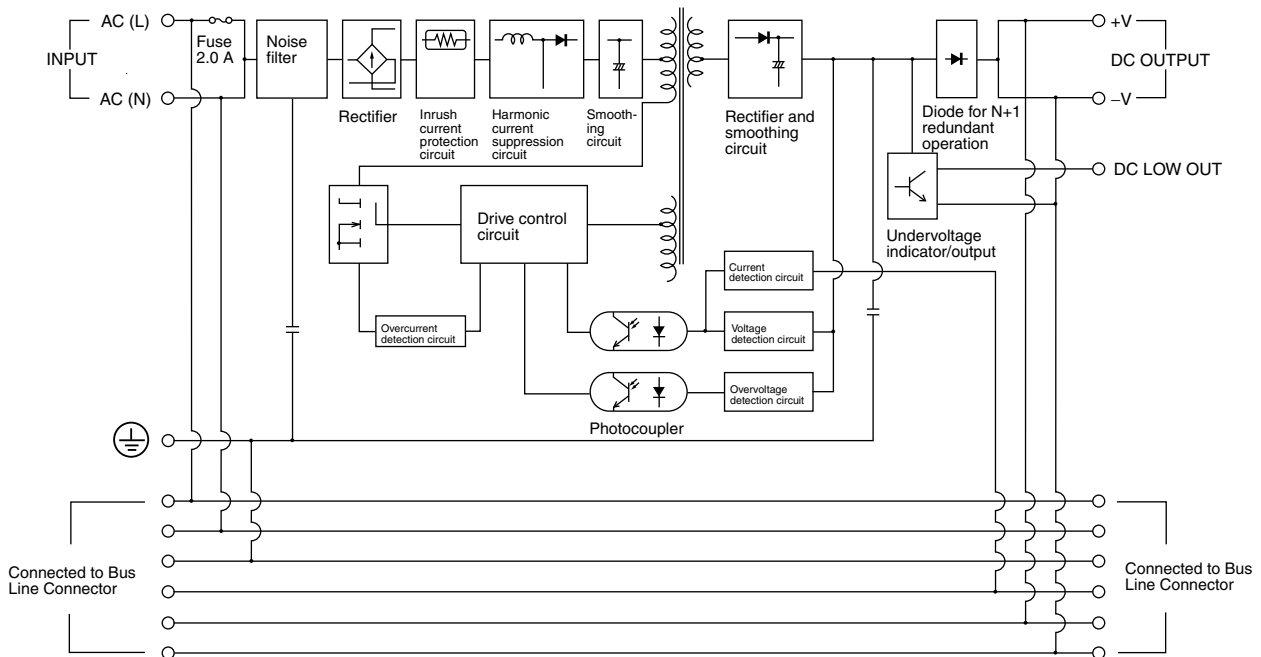 AC (L)
INPUT
AC (N)
Fuse
2.0 A
Noise
filter
Rectifier
Inrush
current
protection
circuit
Harmonic
current
suppression
circuit
Smooth-
ing
circuit
Rectifier and
smoothing
circuit
Diode for N+1
redundant
operation
+V
DC OUTPUT
–V
DC LOW OUT
Undervoltage
indicator/output
Drive control
circuit
Overcurrent
detection circuit
Current
detection circuit
Voltage
detection circuit
Overvoltage
detection circuit
Photocoupler
Connected to Bus
Line Connector
Connected to Bus
Line Connector